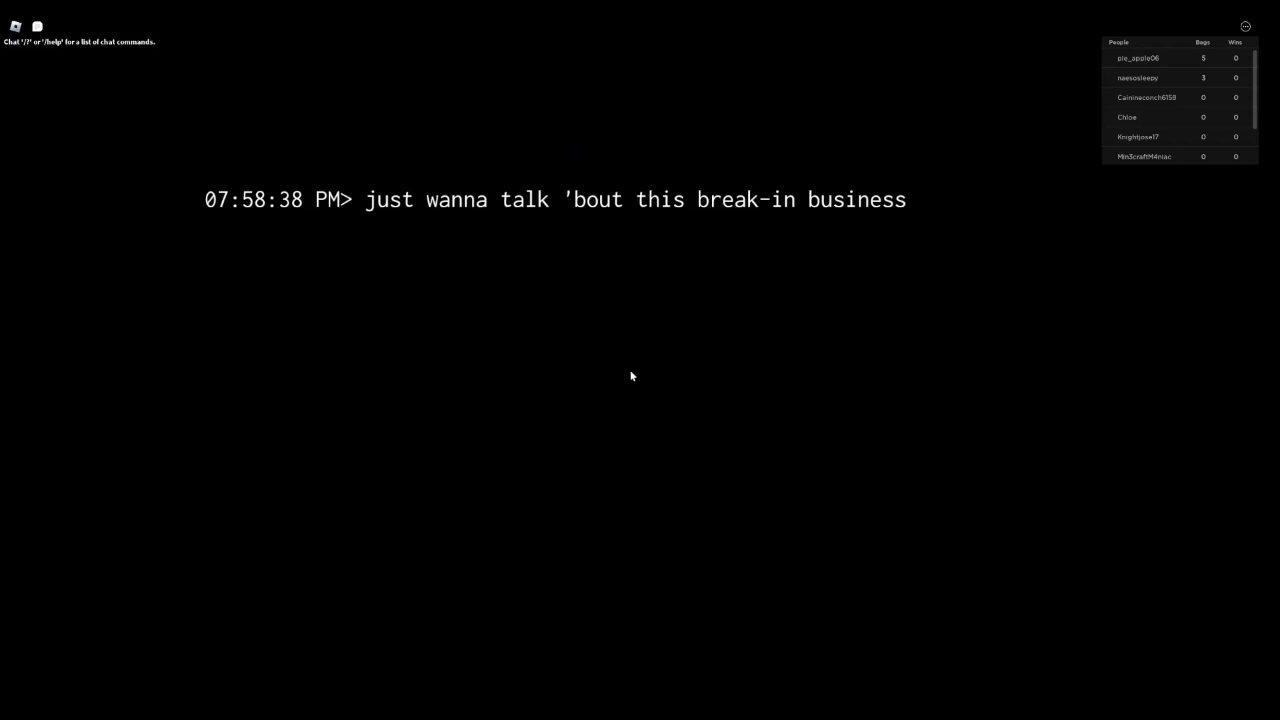 Chat '/?' or '/help' for a list of chat commands.
People Bags Wins
pie_apple06 5 0
naesosleepy 3 0
Cainineconch6158 0 0
Chloe 0 0
Knightjose17 0 0
Min3craftM4niac 0 0
07:58:38 PM> just wanna talk 'bout this break-in business